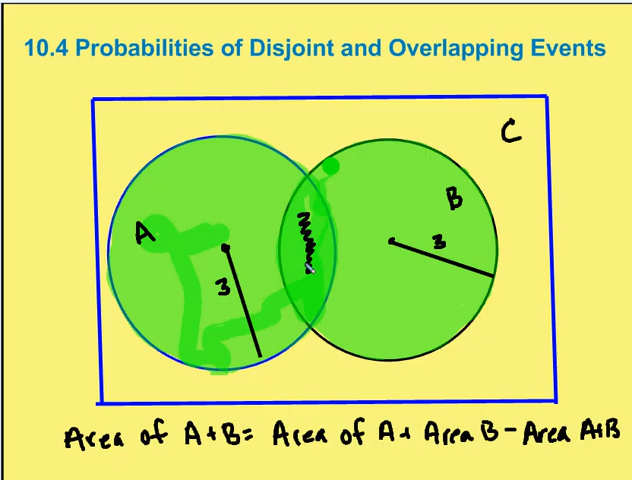 10.4 Probabilities of Disjoint and Overlapping Events
C
B
A
3
3
Area of A+B= Area of A+ Area B - Area A+B